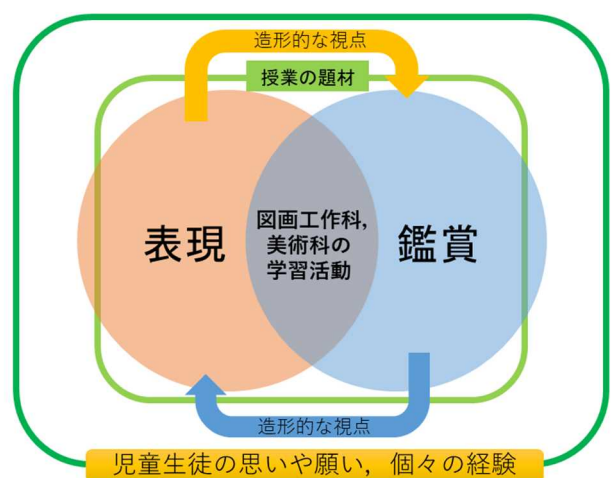 造形的な視点
授業の題材
表現
図画工作科,
美術科の
学習活動
鑑賞
造形的な視点
児童生徒の思いや願い，個々の経験